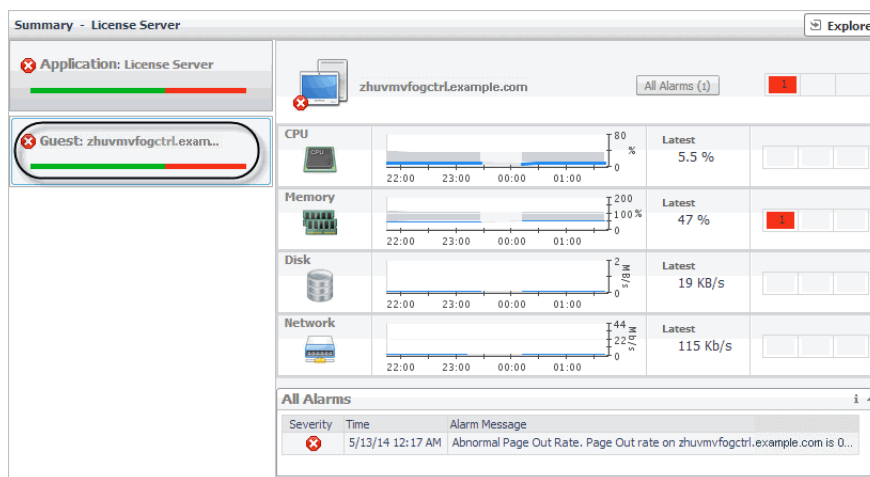 Summary - License Server
Explore
Application: License Server
Guest: zhuvmvfogctrl.exam...
zhuvmvfogctrl.example.com
All Alarms (1)
1
CPU
CPU
80
%
0
22:00 23:00 00:00 01:00
Latest
5.5 %
Memory
200
100 %
0
22:00 23:00 00:00 01:00
Latest
47 %
1
Disk
2
MB/s
0
22:00 23:00 00:00 01:00
Latest
19 KB/s
Network
44
22
Mb/s
0
22:00 23:00 00:00 01:00
Latest
115 Kb/s
All Alarms
i
Severity Time Alarm Message
5/13/14 12:17 AM Abnormal Page Out Rate. Page Out rate on zhuvmvfogctrl.example.com is 0...